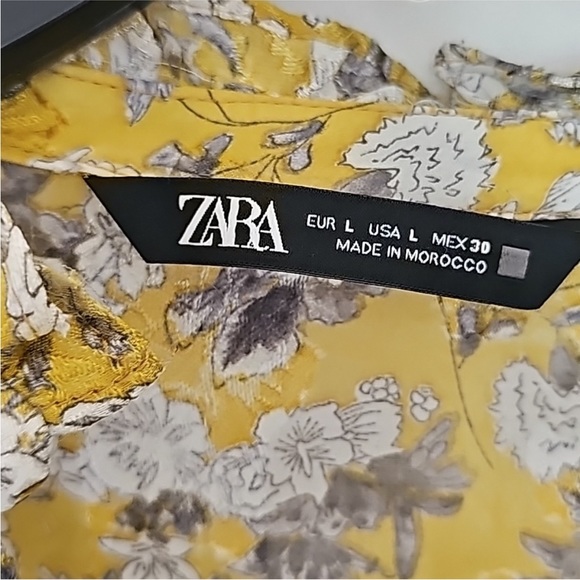 ZARA
EUR L USA L MEX 30
MADE IN MOROCCO